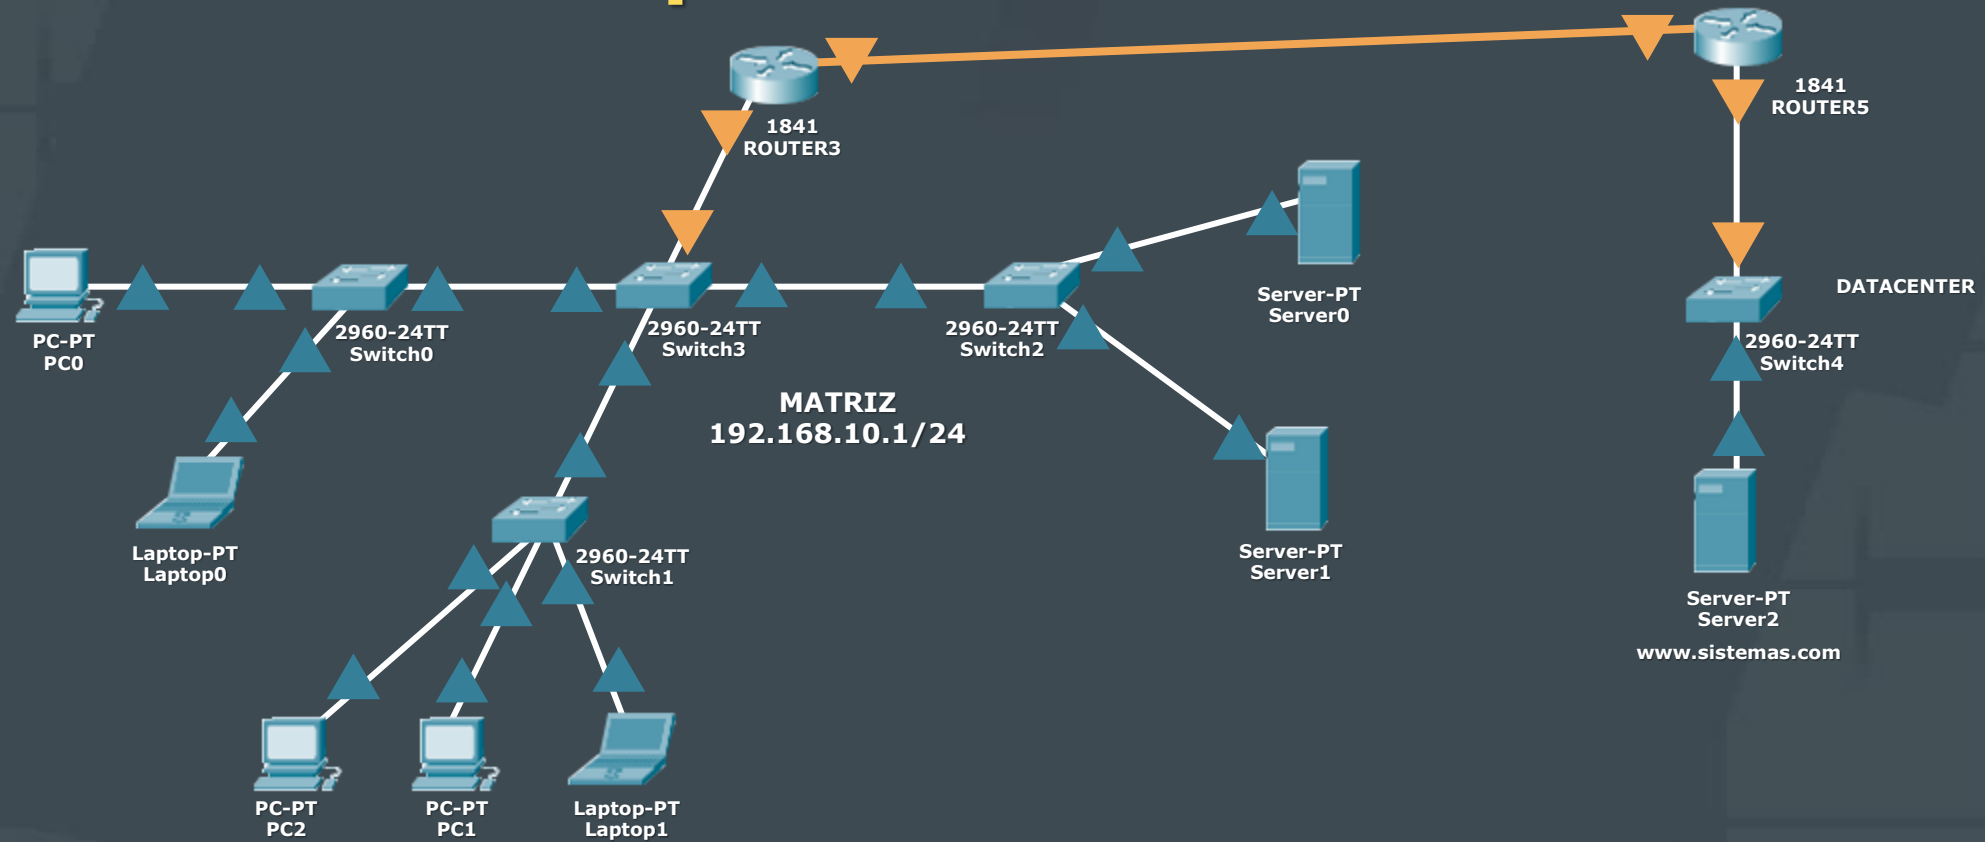 1841
ROUTER5
1841
ROUTER3
DATACENTER
Server-PT
Server0
PC-PT
PC0
2960-24TT
Switch0
2960-24TT
Switch3
2960-24TT
Switch2
2960-24TT
Switch4
MATRIZ
192.168.10.1/24
Laptop-PT
Laptop0
2960-24TT
Switch1
Server-PT
Server1
Server-PT
Server2
www.sistemas.com
PC-PT
PC2
PC-PT
PC1
Laptop-PT
Laptop1